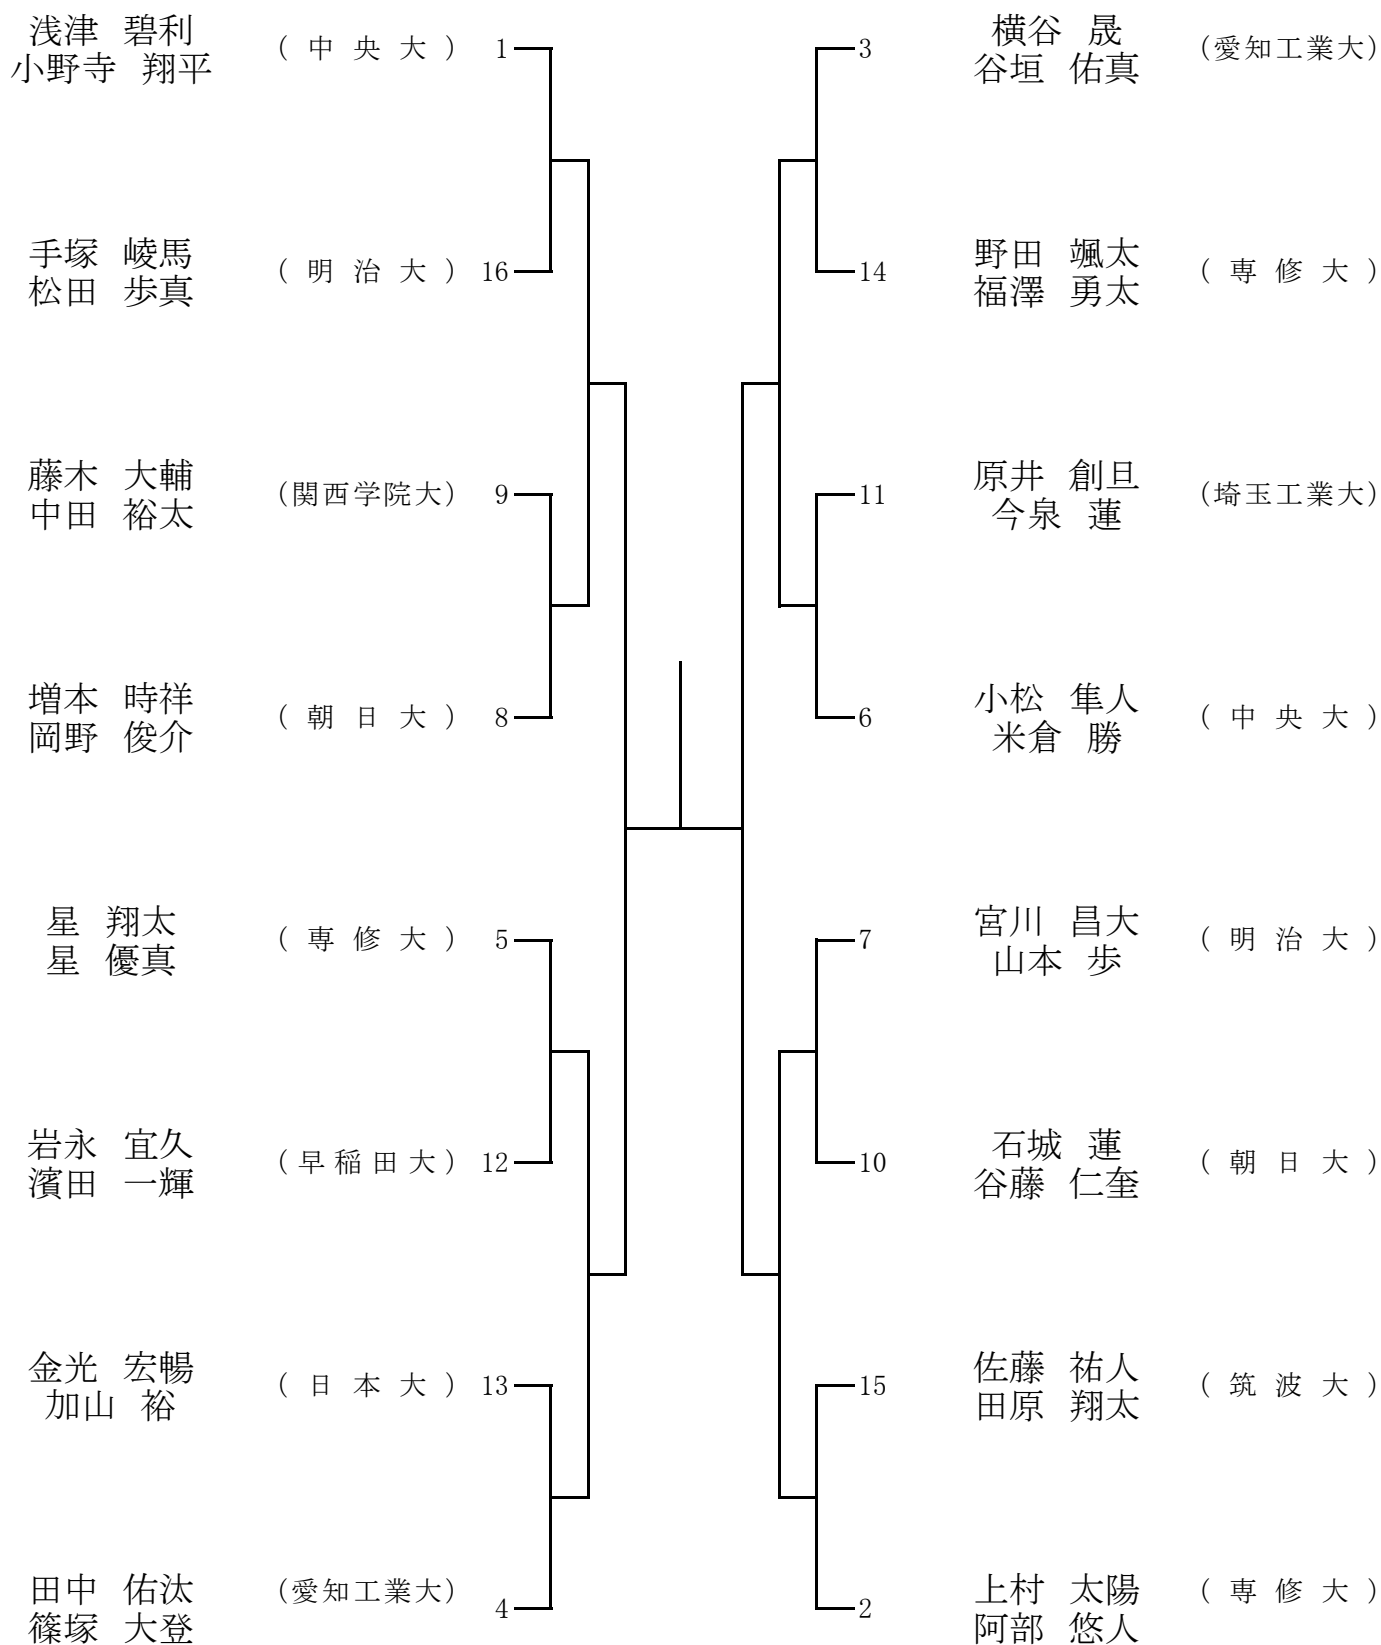 浅津 碧利
小野寺 翔平
(中央大) 1
手塚 崚馬
松田 歩真
(明治大) 16
藤木 大輔
中田 裕太
(関西学院大) 9
増本 時祥
岡野 俊介
(朝日大) 8
星 翔太
星 優真
(専修大) 5
岩永 宜久
濱田 一輝
(早稲田大) 12
金光 宏暢
加山 裕
(日本大) 13
田中 佑汰
篠塚 大登
(愛知工業大) 4
3 横谷 晟
谷垣 佑真
(愛知工業大)
14 野田 颯太
福澤 勇太
(専修大)
11 原井 創旦
今泉 蓮
(埼玉工業大)
6 小松 隼人
米倉 勝
(中央大)
7 宮川 昌大
山本 歩
(明治大)
10 石城 蓮
谷藤 仁奎
(朝日大)
15 佐藤 祐人
田原 翔太
(筑波大)
2 上村 太陽
阿部 悠人
(専修大)